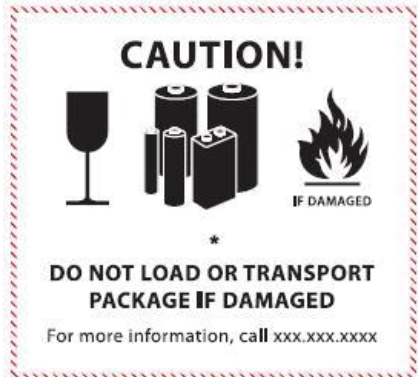 CAUTION!
IF DAMAGED
*
DO NOT LOAD OR TRANSPORT
PACKAGE IF DAMAGED
For more information, call xxx.xxx.xxxx